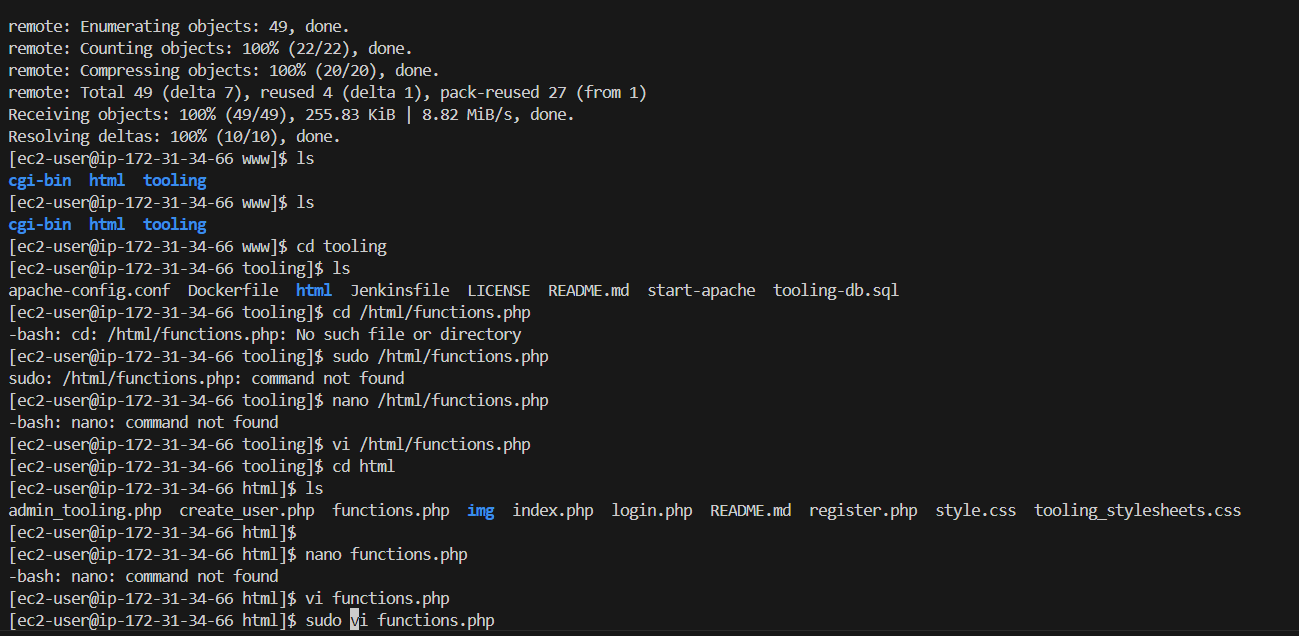 remote: Enumerating objects: 49, done.
remote: Counting objects: 100% (22/22), done.
remote: Compressing objects: 100% (20/20), done.
remote: Total 49 (delta 7), reused 4 (delta 1), pack-reused 27 (from 1)
Receiving objects: 100% (49/49), 255.83 KiB | 8.82 MiB/s, done.
Resolving deltas: 100% (10/10), done.
[ec2-user@ip-172-31-34-66 www]$ ls
cgi-bin  html  tooling
[ec2-user@ip-172-31-34-66 www]$ ls
cgi-bin  html  tooling
[ec2-user@ip-172-31-34-66 www]$ cd tooling
[ec2-user@ip-172-31-34-66 tooling]$ ls
apache-config.conf  Dockerfile  html  Jenkinsfile  LICENSE  README.md  start-apache  tooling-db.sql
[ec2-user@ip-172-31-34-66 tooling]$ cd /html/functions.php
-bash: cd: /html/functions.php: No such file or directory
[ec2-user@ip-172-31-34-66 tooling]$ sudo /html/functions.php
sudo: /html/functions.php: command not found
[ec2-user@ip-172-31-34-66 tooling]$ nano /html/functions.php
-bash: nano: command not found
[ec2-user@ip-172-31-34-66 tooling]$ vi /html/functions.php
[ec2-user@ip-172-31-34-66 tooling]$ cd html
[ec2-user@ip-172-31-34-66 html]$ ls
admin_tooling.php  create_user.php  functions.php  img  index.php  login.php  README.md  register.php  style.css  tooling_stylesheets.css
[ec2-user@ip-172-31-34-66 html]$
[ec2-user@ip-172-31-34-66 html]$ nano functions.php
-bash: nano: command not found
[ec2-user@ip-172-31-34-66 html]$ vi functions.php
[ec2-user@ip-172-31-34-66 html]$ sudo vi functions.php